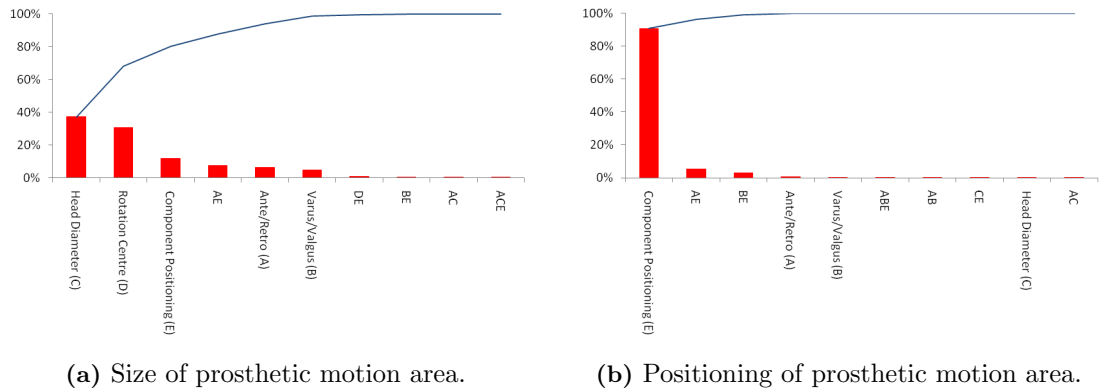 100%
80%
60%
40%
20%
0%
Head Diameter (C)
Rotation Centre (D)
Component Positioning (E)
AE
Ante/Retro (A)
Varus/Valgus (B)
DE
BE
AC
ACE
(a) Size of prosthetic motion area.
100%
80%
60%
40%
20%
0%
Component Positioning (E)
AE
BE
Ante/Retro (A)
Varus/Valgus (B)
ABE
AB
CE
Head Diameter (C)
AC
(b) Positioning of prosthetic motion area.